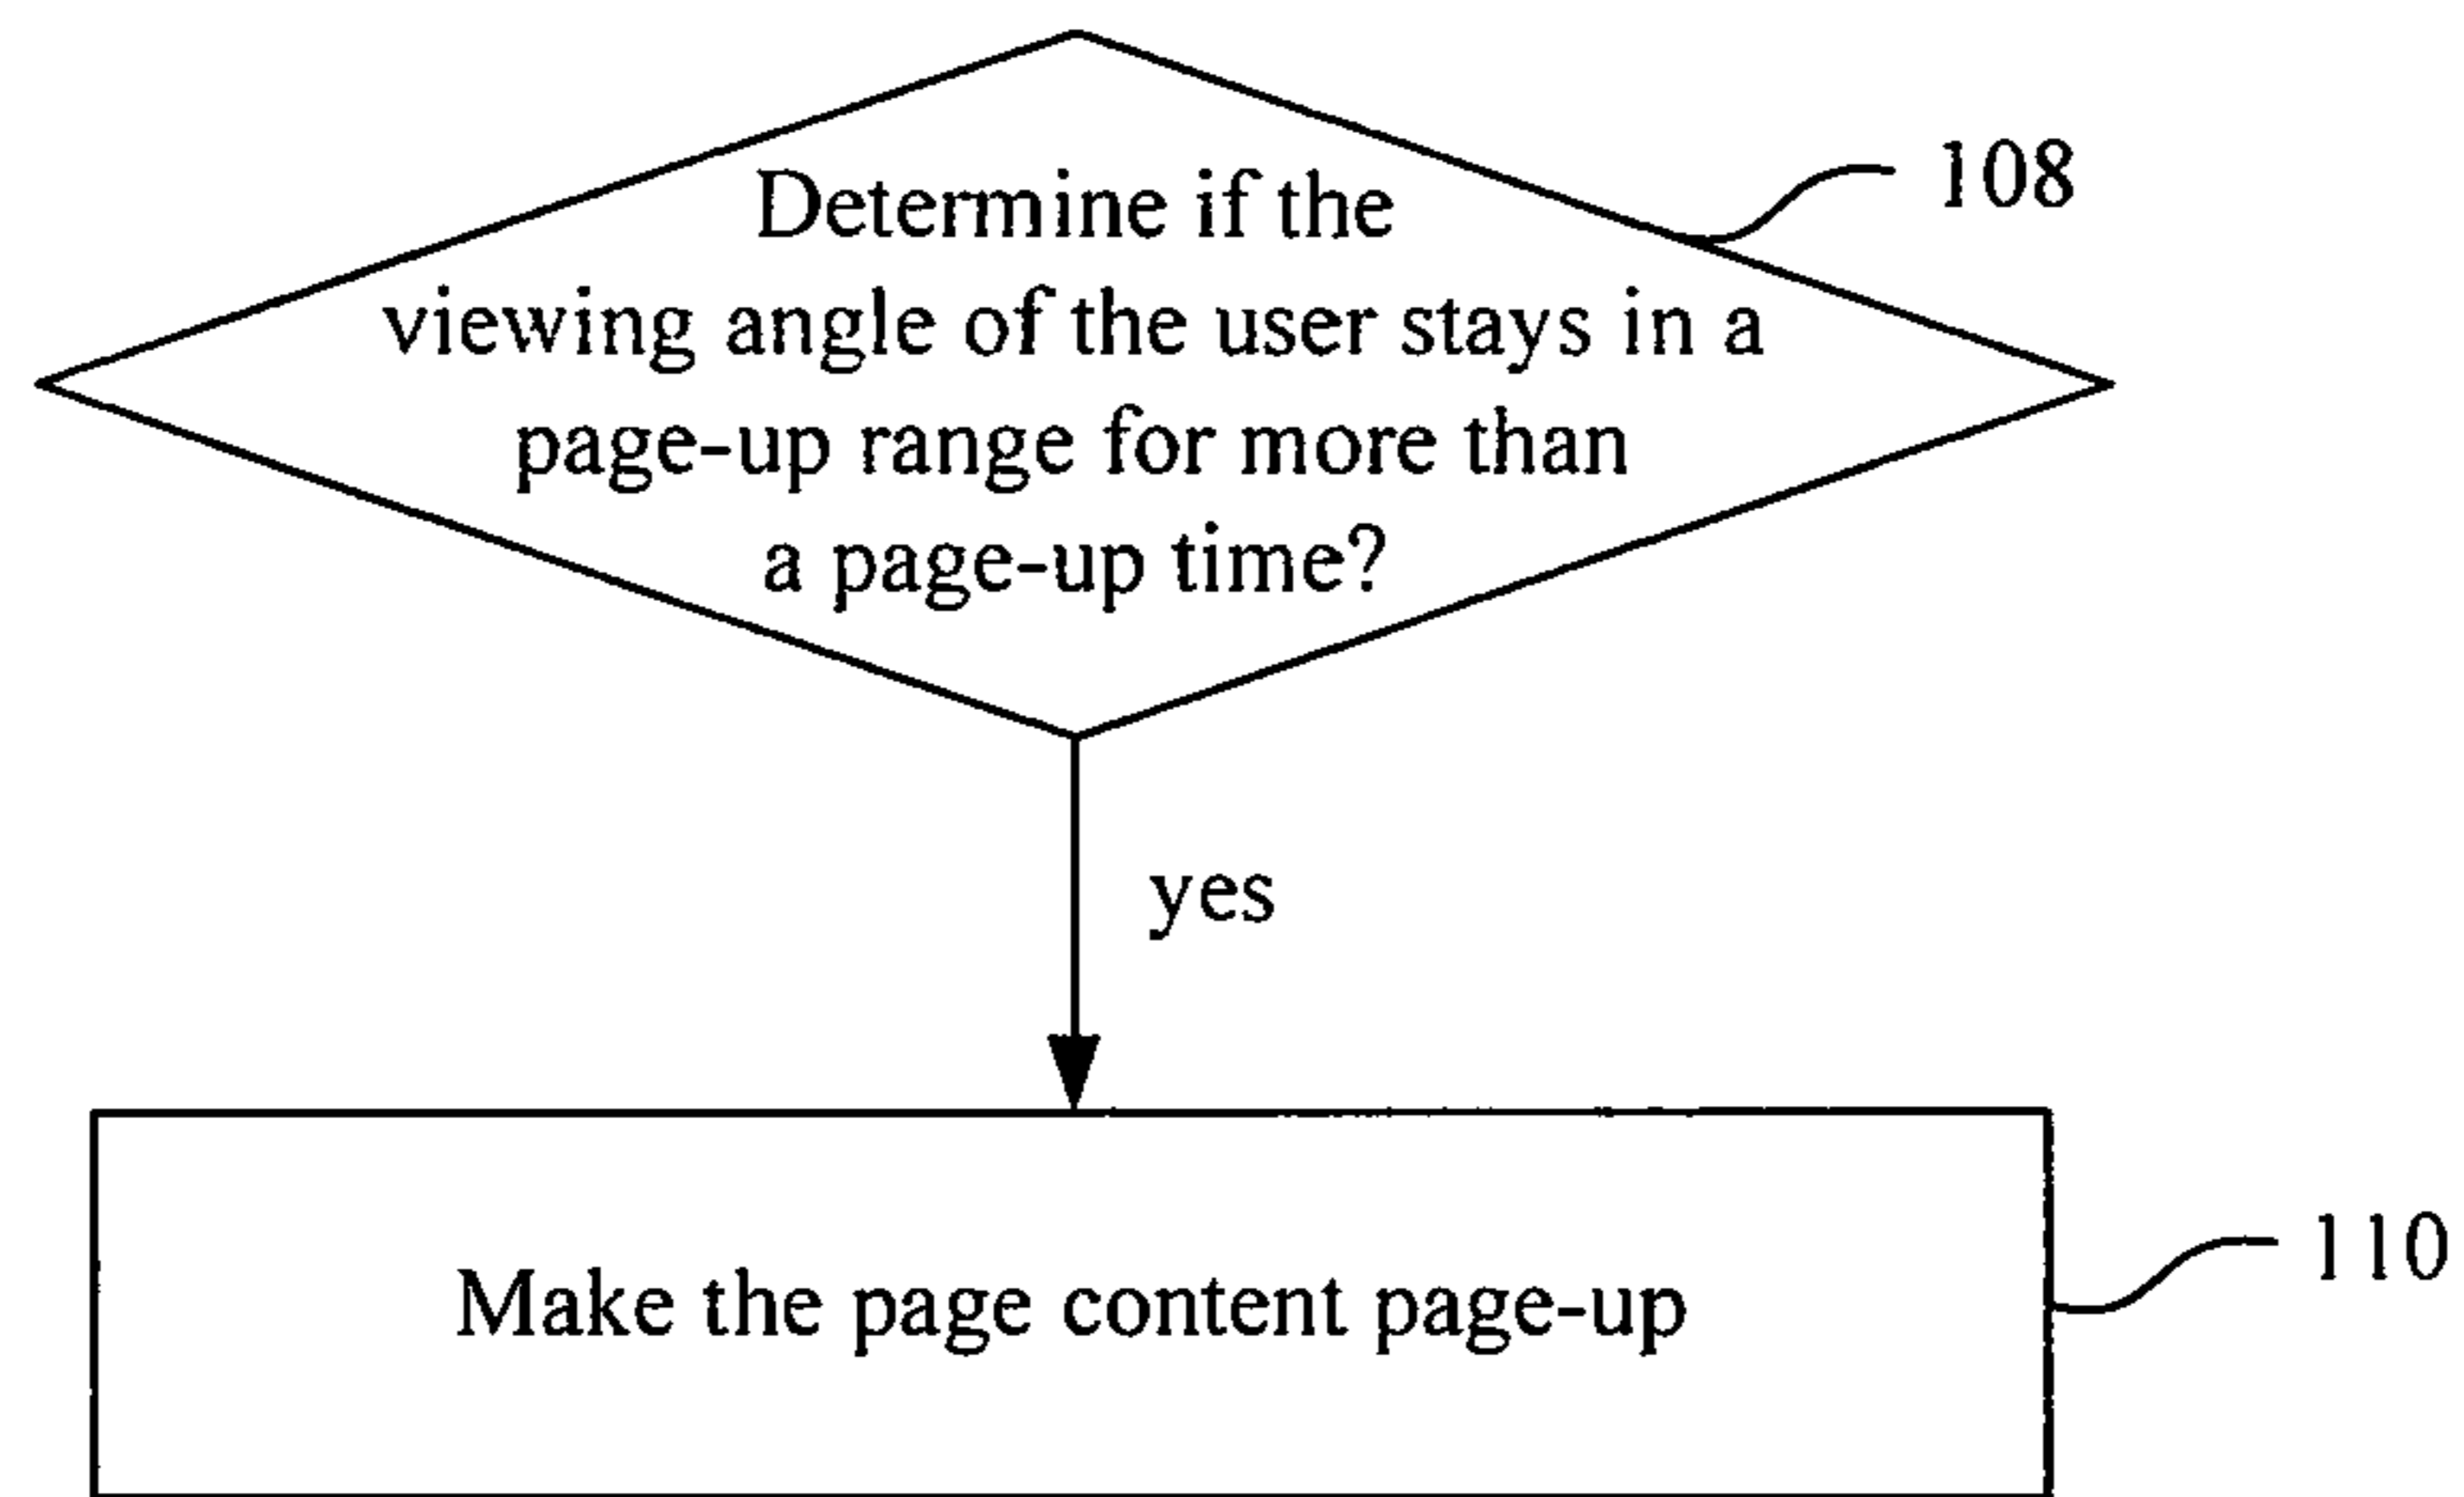 Determine if the
108
viewing angle of the user stays in a
page-up range for more than
a page-up time?
yes
110
Make the page content page-up